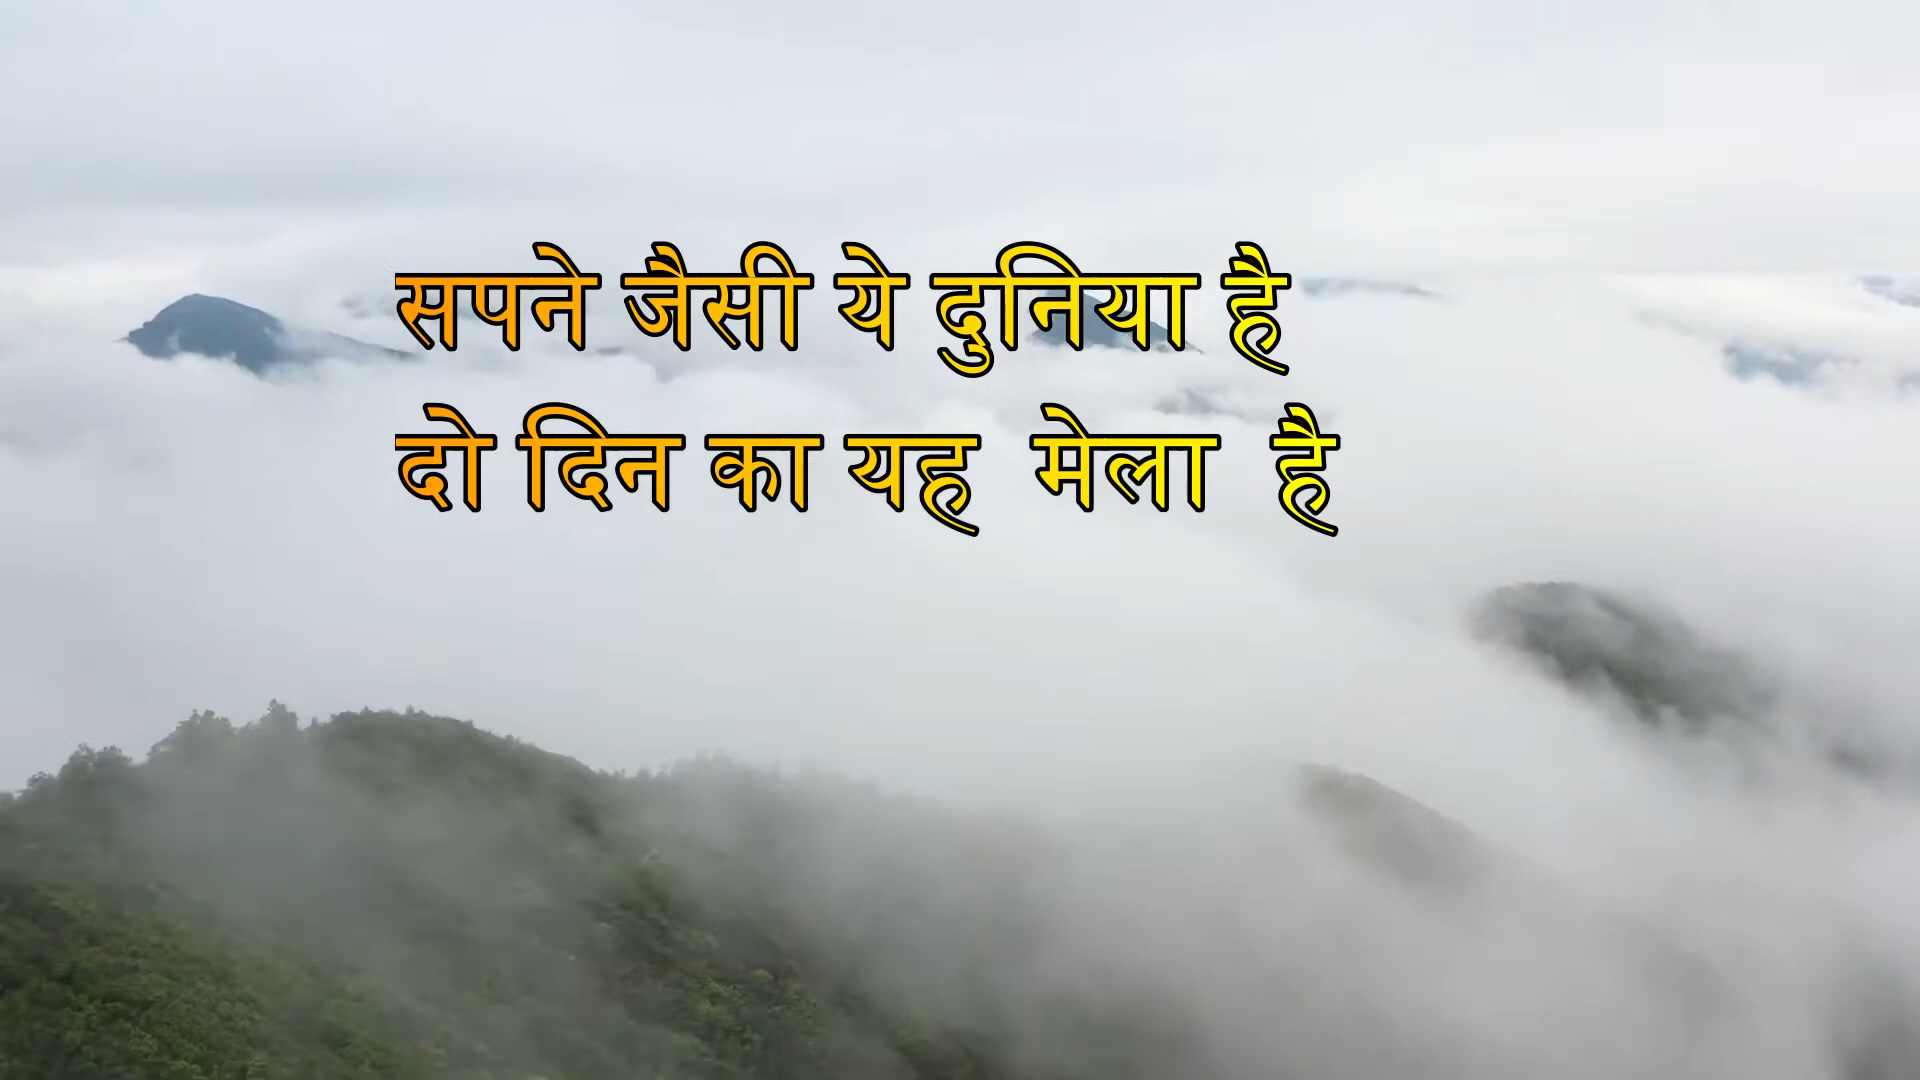 सपने जैसी ये दुनिया है
दो दिन का यह मेला है